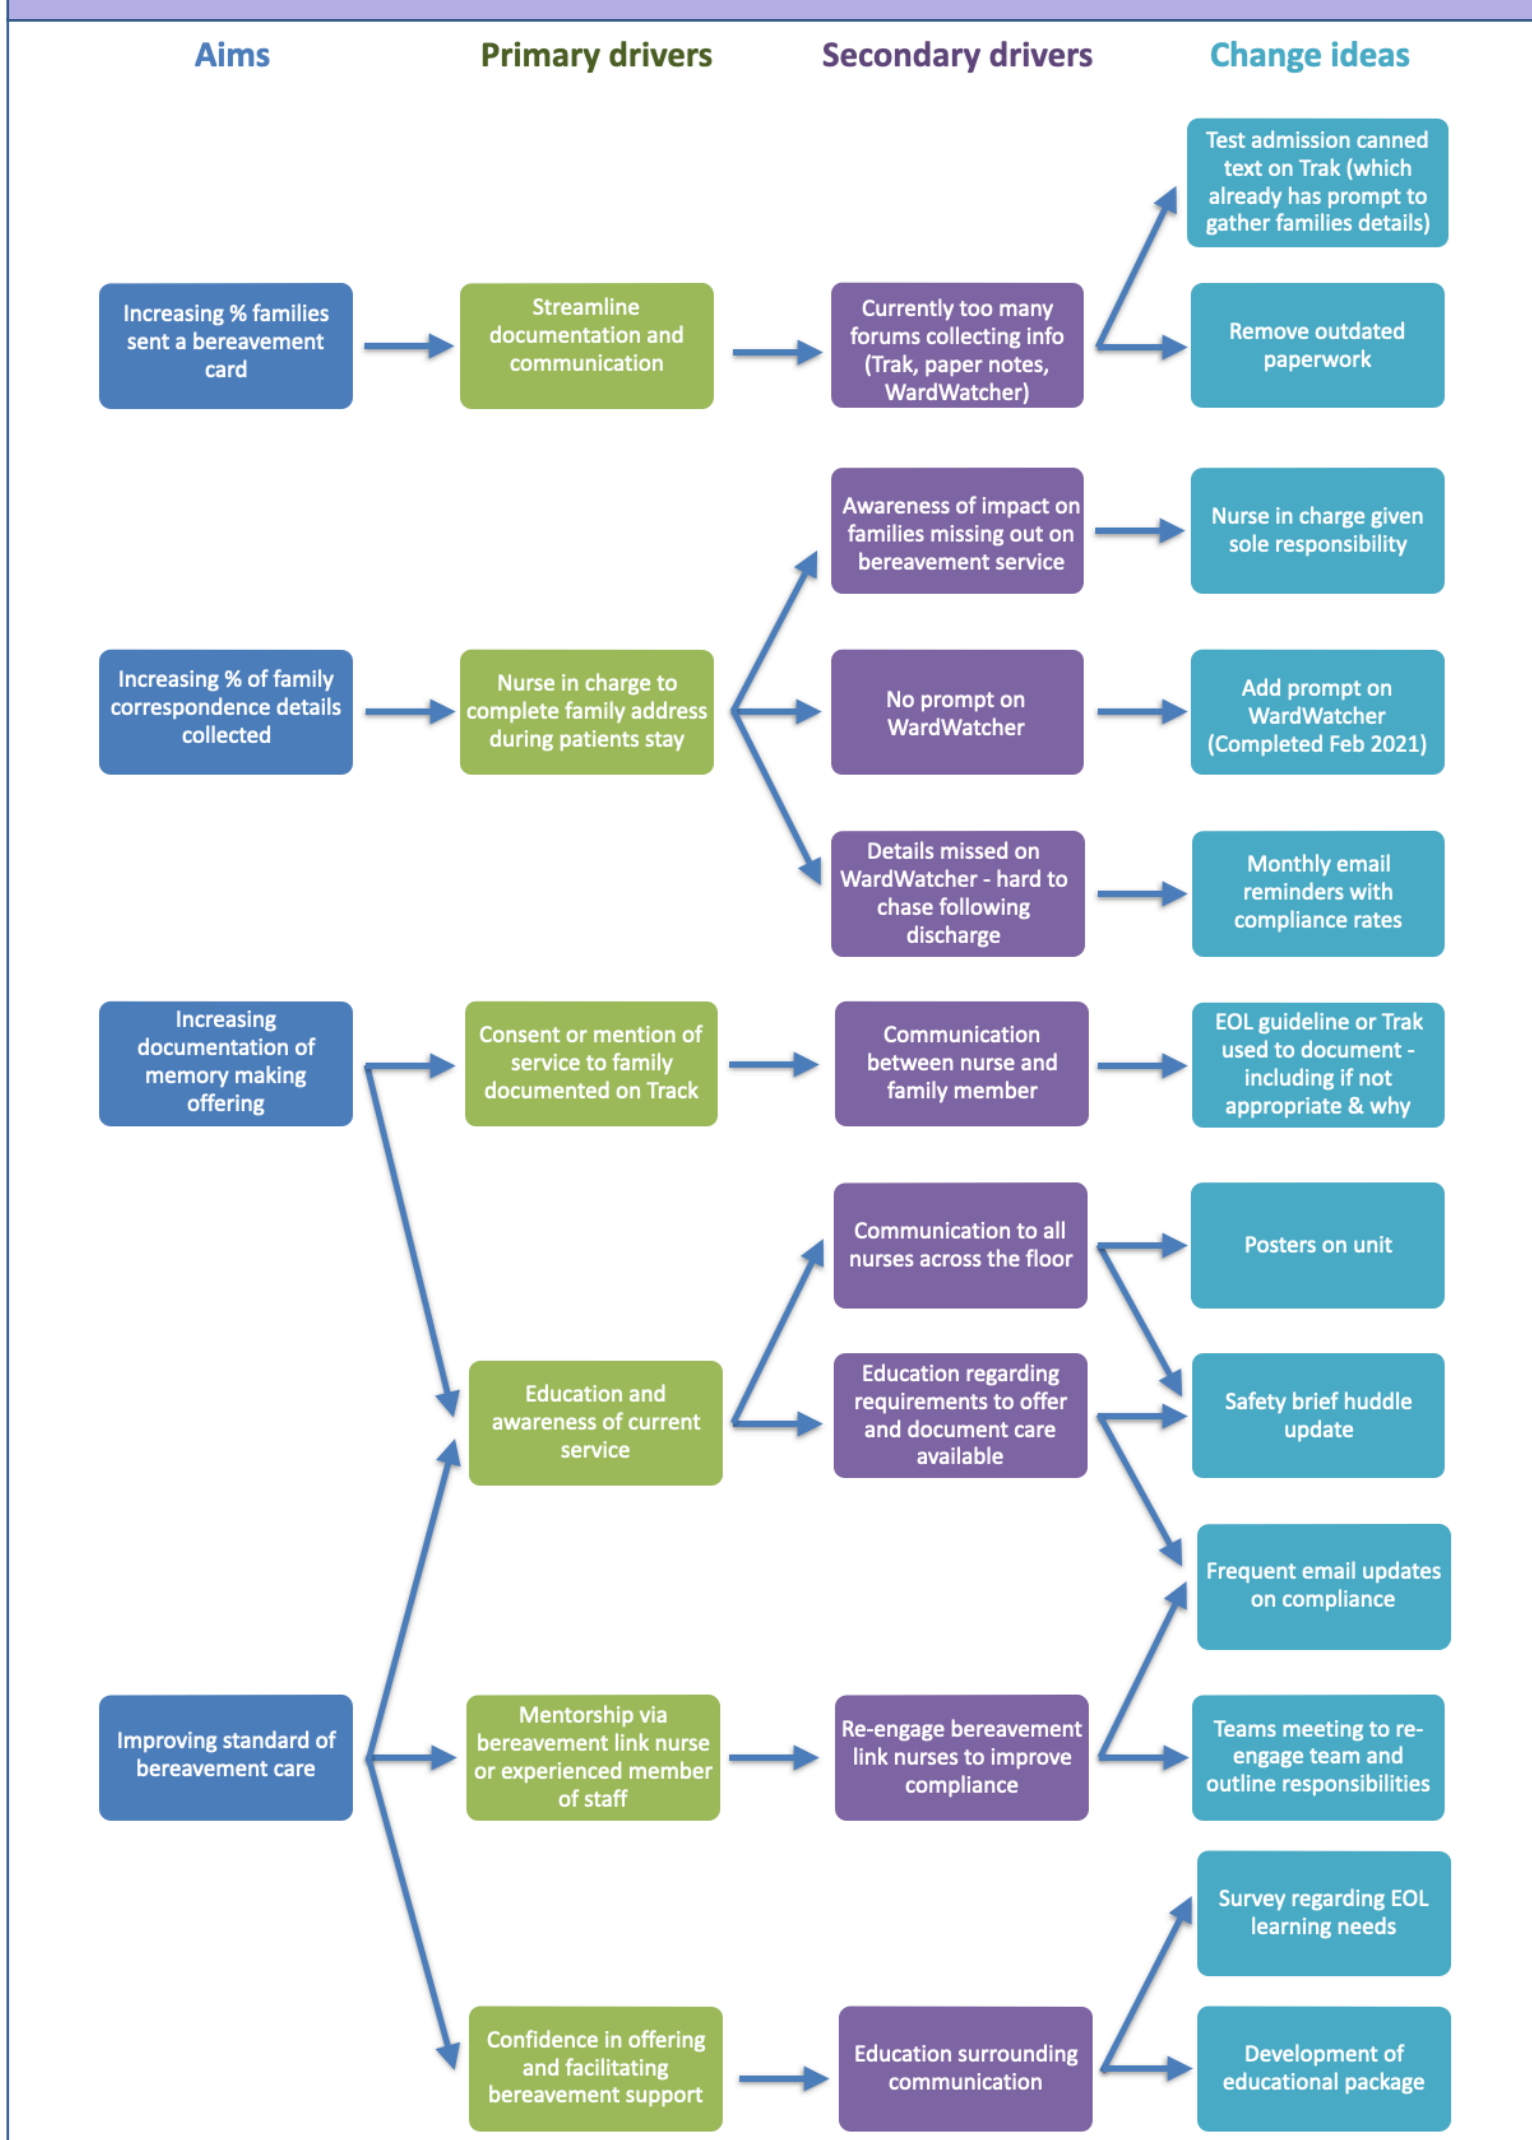 Aims
Primary drivers
Secondary drivers
Change ideas
Test admission canned
text on Trak (which
already has prompt to
gather families details)
Increasing % families
sent a bereavement
card
Streamline
documentation and
communication
Currently too many
forums collecting info
(Trak, paper notes,
WardWatcher)
Remove outdated
paperwork
Awareness of impact on
families missing out on
bereavement service
Nurse in charge given
sole responsibility
Increasing % of family
correspondence details
collected
Nurse in charge to
complete family address
during patients stay
No prompt on
WardWatcher
Add prompt on
WardWatcher
(Completed Feb 2021)
Details missed on
WardWatcher - hard to
chase following
discharge
Monthly email
reminders with
compliance rates
Increasing
documentation of
memory making
offering
Consent or mention of
service to family
documented on Track
Communication
between nurse and
family member
EOL guideline or Trak
used to document -
including if not
appropriate & why
Communication to all
nurses across the floor
Posters on unit
Education and
awareness of current
service
Education regarding
requirements to offer
and document care
available
Safety brief huddle
update
Frequent email updates
on compliance
Improving standard of
bereavement care
Mentorship via
bereavement link nurse
or experienced member
of staff
Re-engage bereavement
link nurses to improve
compliance
Teams meeting to re-
engage team and
outline responsibilities
Survey regarding EOL
learning needs
Confidence in offering
and facilitating
bereavement support
Education surrounding
communication
Development of
educational package